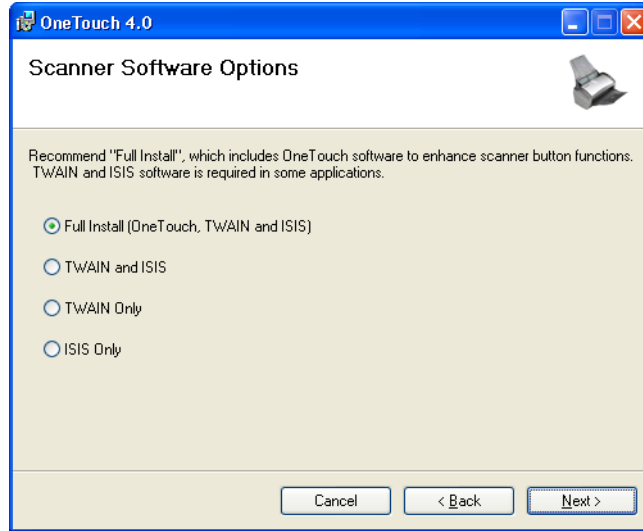 OneTouch 4.0
Scanner Software Options
Recommend "Full Install", which includes OneTouch software to enhance scanner button functions.
TWAIN and ISIS software is required in some applications.
Full Install (OneTouch, TWAIN and ISIS)
TWAIN and ISIS
TWAIN Only
ISIS Only
Cancel
< Back
Next >